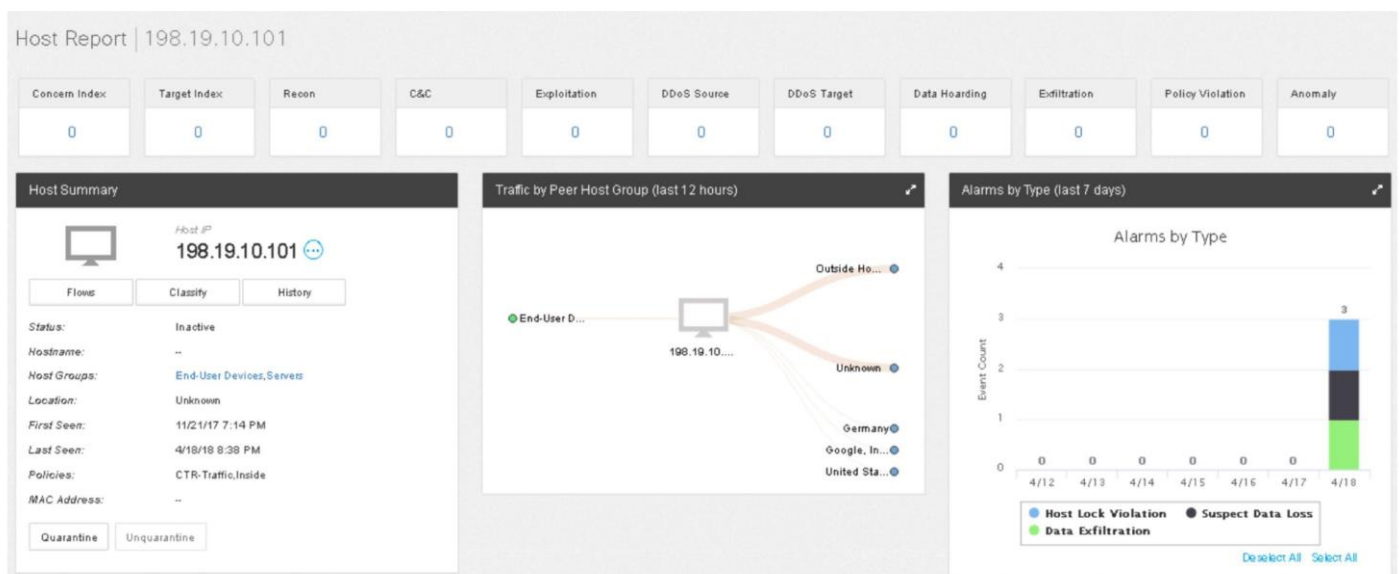 Host Report | 198.19.10.101
Concern Index Target Index Recon C&C Exploitation DDoS Source DDoS Target Data Hoarding Exfiltration Policy Violation Anomaly
0 0 0 0 0 0 0 0 0 0 0
Host Summary
Host IP
198.19.10.101
Flows Classify History
Status: Inactive
Hostname: --
Host Groups: End-User Devices,Servers
Location: Unknown
First Seen: 11/21/17 7:14 PM
Last Seen: 4/18/18 8:38 PM
Policies: CTR-Traffic,Inside
MAC Address: --
Quarantine Unquarantine
Traffic by Peer Host Group (last 12 hours)
Outside Ho...
End-User D...
198.19.10....
Unknown
Germany
Google, In...
United Sta...
Alarms by Type (last 7 days)
Alarms by Type
Event Count
4
3
2
1
0
0 0 0 0 0 0 3
4/12 4/13 4/14 4/15 4/16 4/17 4/18
Host Lock Violation Suspect Data Loss
Data Exfiltration
Deselect All Select All